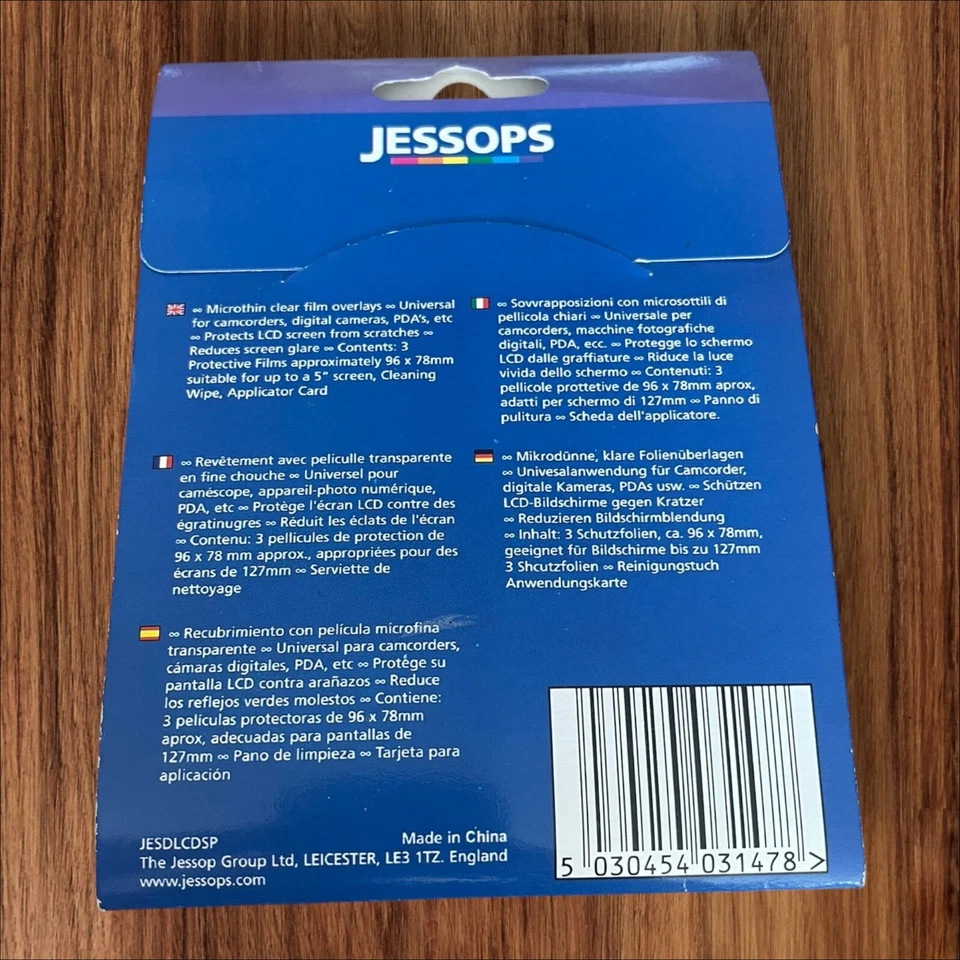 JESSOPS
∞ Microthin clear film overlays ∞ Universal
for camcorders, digital cameras, PDA's, etc
∞ Protects LCD screen from scratches ∞
Reduces screen glare ∞ Contents: 3
Protective Films approximately 96 x 78mm
suitable for up to a 5" screen, Cleaning
Wipe, Applicator Card
∞ Sovvrapposizioni con microsottili di
pellicola chiari ∞ Universale per
camcorders, macchine fotografiche
digitali, PDA, ecc. ∞ Protegge lo schermo
LCD dalle graffiature ∞ Riduce la luce
vivida dello schermo ∞ Contenuti: 3
pellicole prottetive de 96 x 78mm aprox,
adatti per schermo di 127mm ∞ Panno di
pulitura ∞ Scheda dell'applicatore.
∞ Revêtement avec peliculle transparente
en fine chouche ∞ Universel pour
caméscope, appareil-photo numérique,
PDA, etc ∞ Protège l'écran LCD contre des
égratinugres ∞ Réduit les éclats de l'écran
∞ Contenu: 3 pellicules de protection de
96 x 78 mm approx., appropriées pour des
écrans de 127mm ∞ Serviette de
nettoyage
∞ Mikrodünne, klare Folienüberlagen
∞ Univesalanwendung für Camcorder,
digitale Kameras, PDAs usw. ∞ Schützen
LCD-Bildschirme gegen Kratzer
∞ Reduzieren Bildschirmblendung
∞ Inhalt: 3 Schutzfolien, ca. 96 x 78mm,
geeignet für Bildschirme bis zu 127mm
3 Shcutzfolien ∞ Reinigungstuch
Anwendungskarte
∞ Recubrimiento con película microfina
transparente ∞ Universal para camcorders,
cámaras digitales, PDA, etc ∞ Protége su
pantalla LCD contra arañazos ∞ Reduce
los reflejos verdes molestos ∞ Contiene:
3 películas protectoras de 96 x 78mm
aprox, adecuadas para pantallas de
127mm ∞ Pano de limpieza ∞ Tarjeta para
aplicación
JESDLCDSP
Made in China
The Jessop Group Ltd, LEICESTER, LE3 1TZ. England
www.jessops.com
5 030454 031478 >